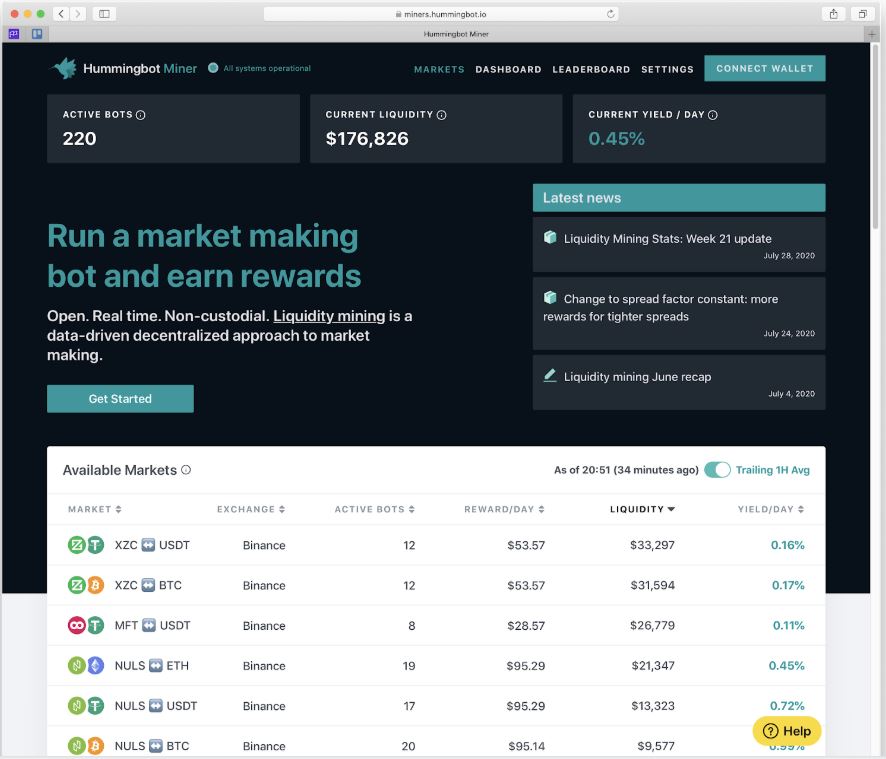 miners.hummingbot.io
Hummingbot Miner
Hummingbot Miner
All systems operational
MARKETS DASHBOARD LEADERBOARD SETTINGS CONNECT WALLET
ACTIVE BOTS
220
CURRENT LIQUIDITY
$176,826
CURRENT YIELD / DAY
0.45%
Run a market making
bot and earn rewards
Open. Real time. Non-custodial. Liquidity mining is a
data-driven decentralized approach to market
making.
Get Started
Latest news
Liquidity Mining Stats: Week 21 update
July 28, 2020
Change to spread factor constant: more
rewards for tighter spreads
July 24, 2020
Liquidity mining June recap
July 4, 2020
Available Markets
As of 20:51 (34 minutes ago) Trailing 1H Avg
MARKET EXCHANGE ACTIVE BOTS REWARD/DAY LIQUIDITY YIELD/DAY
XZC ↔ USDT Binance 12 $53.57 $33,297 0.16%
XZC ↔ BTC Binance 12 $53.57 $31,594 0.17%
MFT ↔ USDT Binance 8 $28.57 $26,779 0.11%
NULS ↔ ETH Binance 19 $95.29 $21,347 0.45%
NULS ↔ USDT Binance 17 $95.29 $13,323 0.72%
NULS ↔ BTC Binance 20 $95.14 $9,577 0.99%
Help